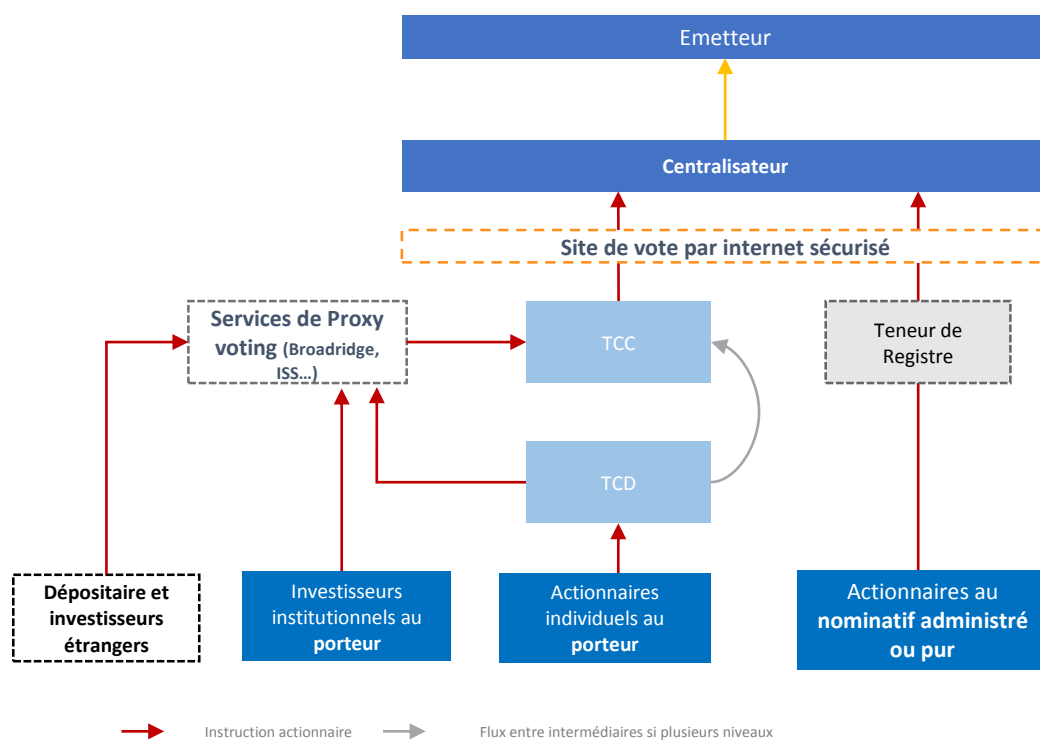 Emetteur
Centralisateur
Site de vote par internet sécurisé
Services de Proxy
voting (Broadridge,
ISS...)
TCC
Teneur de
Registre
TCD
Dépositaire et
investisseurs
étrangers
Investisseurs
institutionnels au
porteur
Actionnaires
individuels au
porteur
Actionnaires au
nominatif administré
ou pur
Instruction actionnaire
Flux entre intermédiaires si plusieurs niveaux